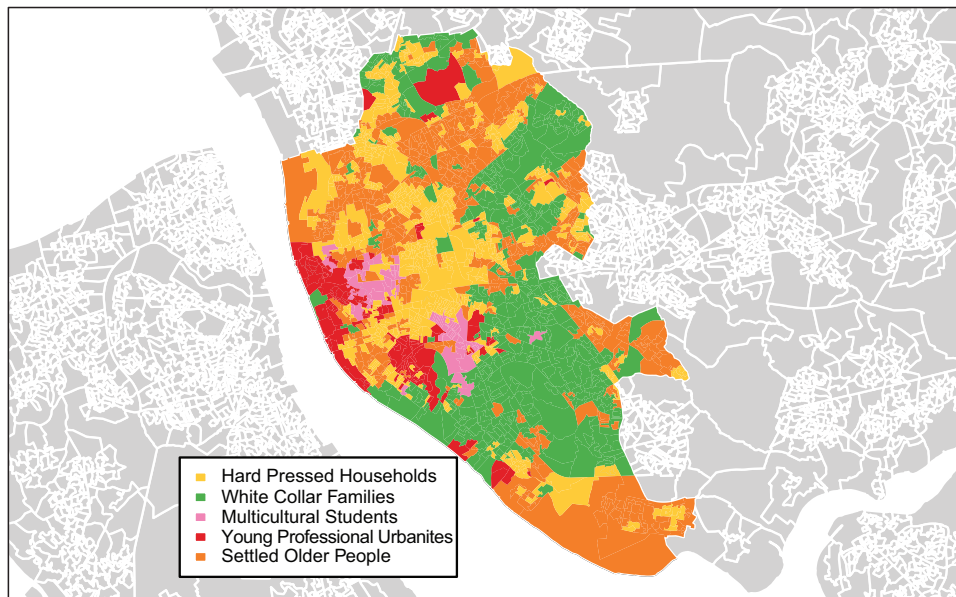 Hard Pressed Households
White Collar Families
Multicultural Students
Young Professional Urbanites
Settled Older People